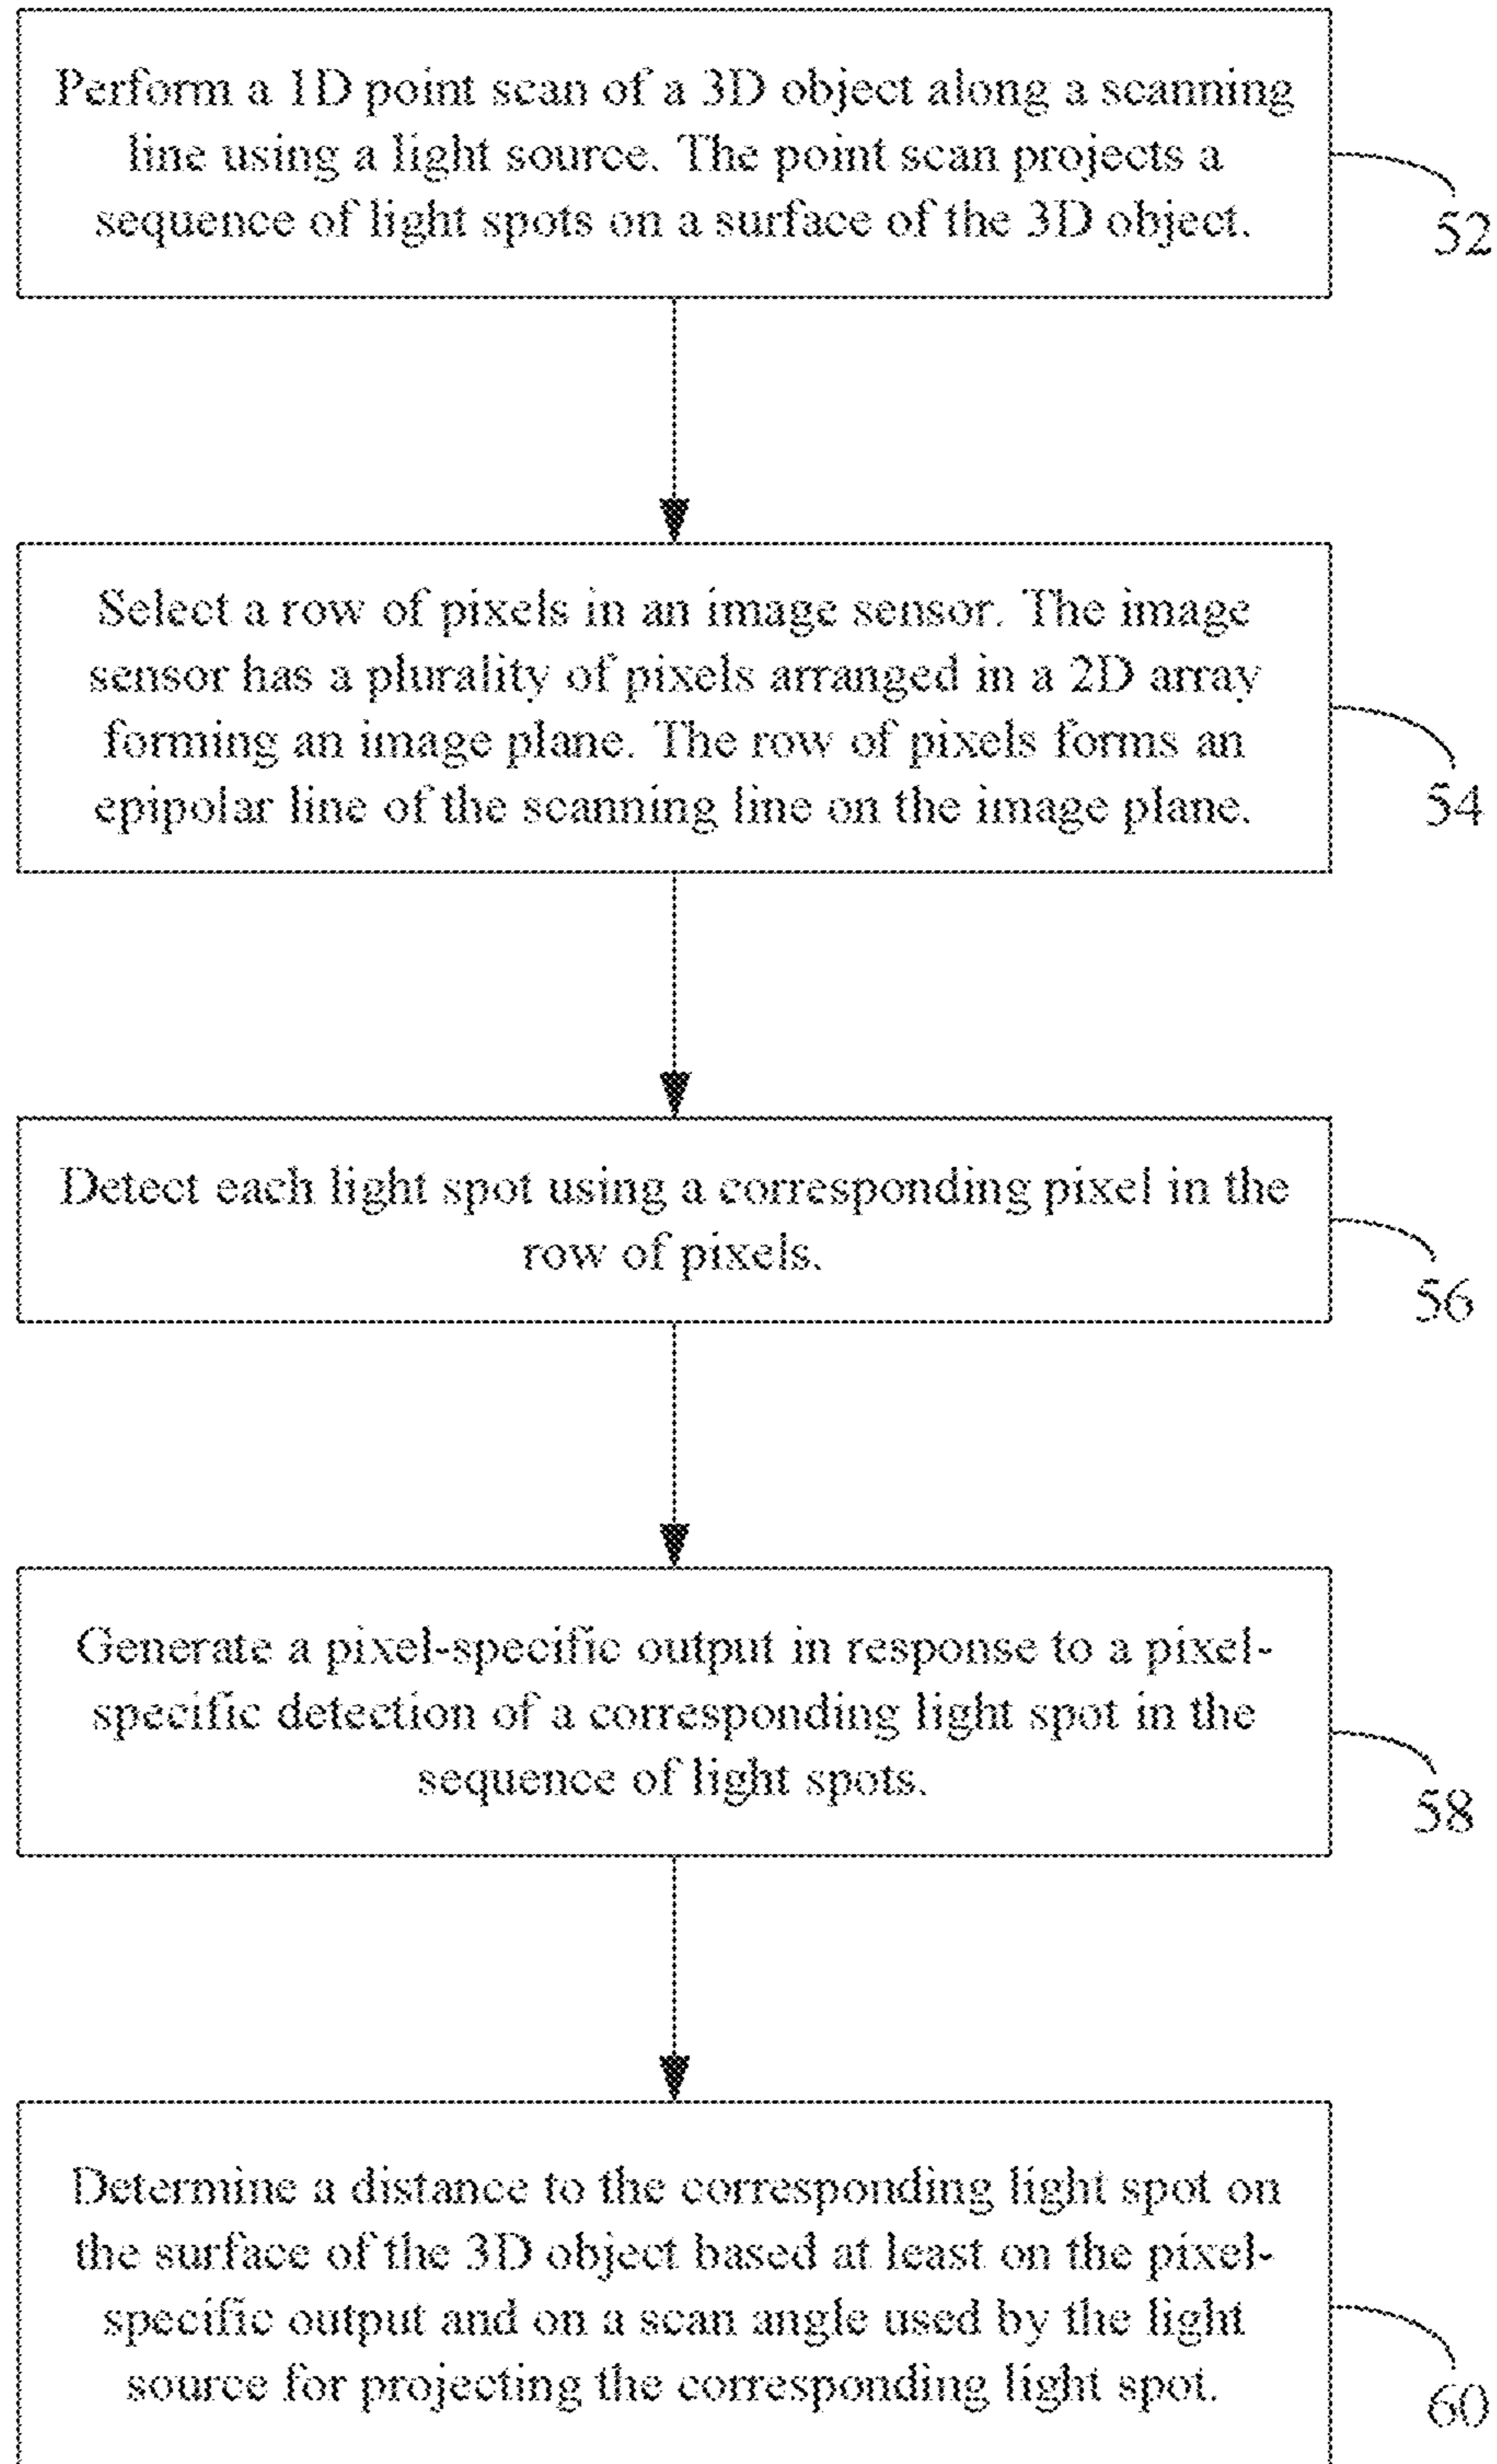 Perform a 1D point scan of a 3D object along a scanning
line using a light source. The point scan projects a
sequence of light spots on a surface of the 3D object.
52
Select a row of pixels in an image sensor. The image
sensor has a plurality of pixels arranged in a 2D array
forming an image plane. The row of pixels forms an
epipolar line of the scanning line on the image plane.
54
Detect each light spot using a corresponding pixel in the
row of pixels.
56
Generate a pixel-specific output in response to a pixel-
specific detection of a corresponding light spot in the
sequence of light spots.
58
Determine a distance to the corresponding light spot on
the surface of the 3D object based at least on the pixel-
specific output and on a scan angle used by the light
source for projecting the corresponding light spot.
60